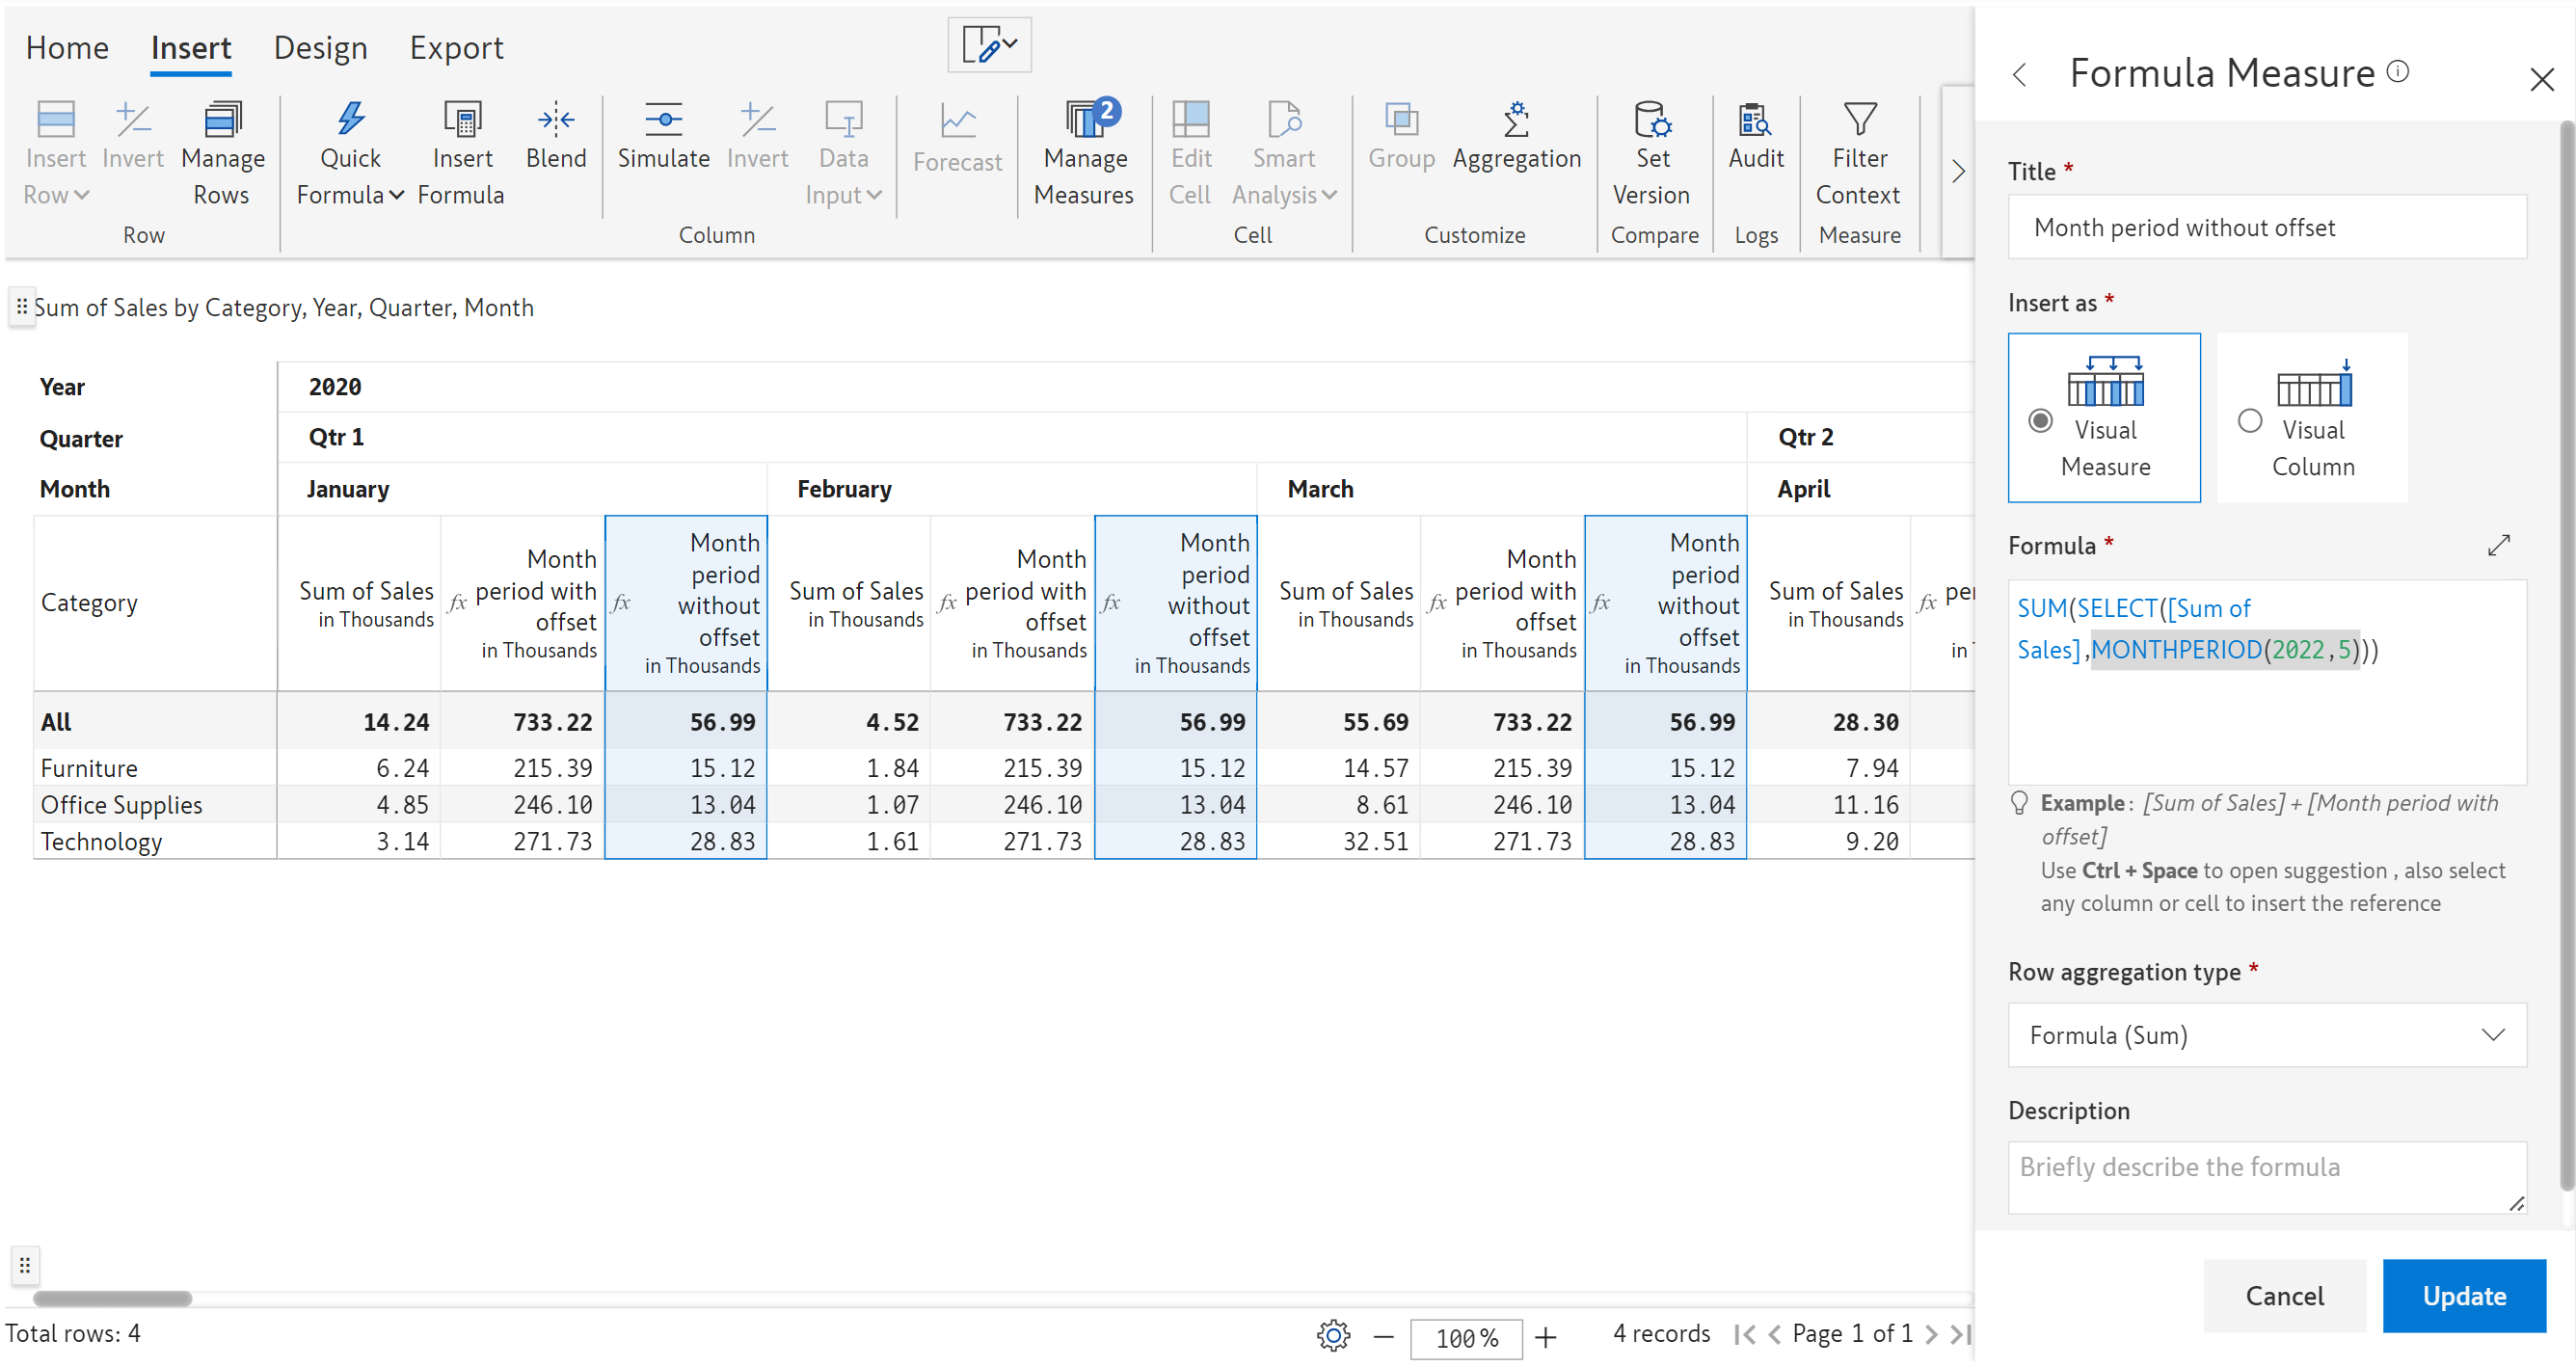 Home Insert Design Export
Insert Row
Invert
Manage Rows
Row
Quick Formula
Insert Formula
Blend
Simulate
Invert
Data Input
Forecast
Manage Measures
2
Column
Edit Cell
Smart Analysis
Cell
Group
Aggregation
Customize
Set Version
Compare
Audit
Logs
Filter Context
Measure
Sum of Sales by Category, Year, Quarter, Month
Year 2020
Quarter Qtr 1 Qtr 2
Month January February March April
Category
Sum of Sales in Thousands
fx Month period with offset in Thousands
fx Month period without offset in Thousands
Sum of Sales in Thousands
fx Month period with offset in Thousands
fx Month period without offset in Thousands
Sum of Sales in Thousands
fx Month period with offset in Thousands
fx Month period without offset in Thousands
Sum of Sales in Thousands
fx
All 14.24 733.22 56.99 4.52 733.22 56.99 55.69 733.22 56.99 28.30
Furniture 6.24 215.39 15.12 1.84 215.39 15.12 14.57 215.39 15.12 7.94
Office Supplies 4.85 246.10 13.04 1.07 246.10 13.04 8.61 246.10 13.04 11.16
Technology 3.14 271.73 28.83 1.61 271.73 28.83 32.51 271.73 28.83 9.20
Total rows: 4
100 %
4 records
Page 1 of 1
Formula Measure
Title *
Month period without offset
Insert as *
Visual Measure
Visual Column
Formula *
SUM(SELECT([Sum of
Sales],MONTHPERIOD(2022,5)))
Example : [Sum of Sales] + [Month period with
offset]
Use Ctrl + Space to open suggestion , also select
any column or cell to insert the reference
Row aggregation type *
Formula (Sum)
Description
Briefly describe the formula
Cancel
Update